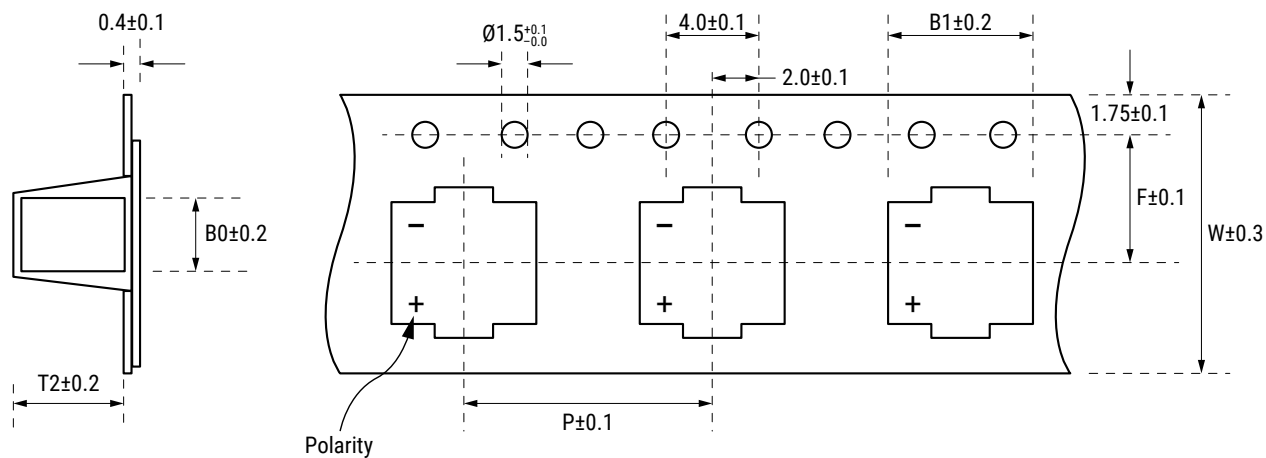 0.4±0.1
Ø1.5+0.1 −0.0
4.0±0.1
B1±0.2
2.0±0.1
1.75±0.1
F±0.1
B0±0.2
W±0.3
− − −
+ + +
T2±0.2
P±0.1
Polarity